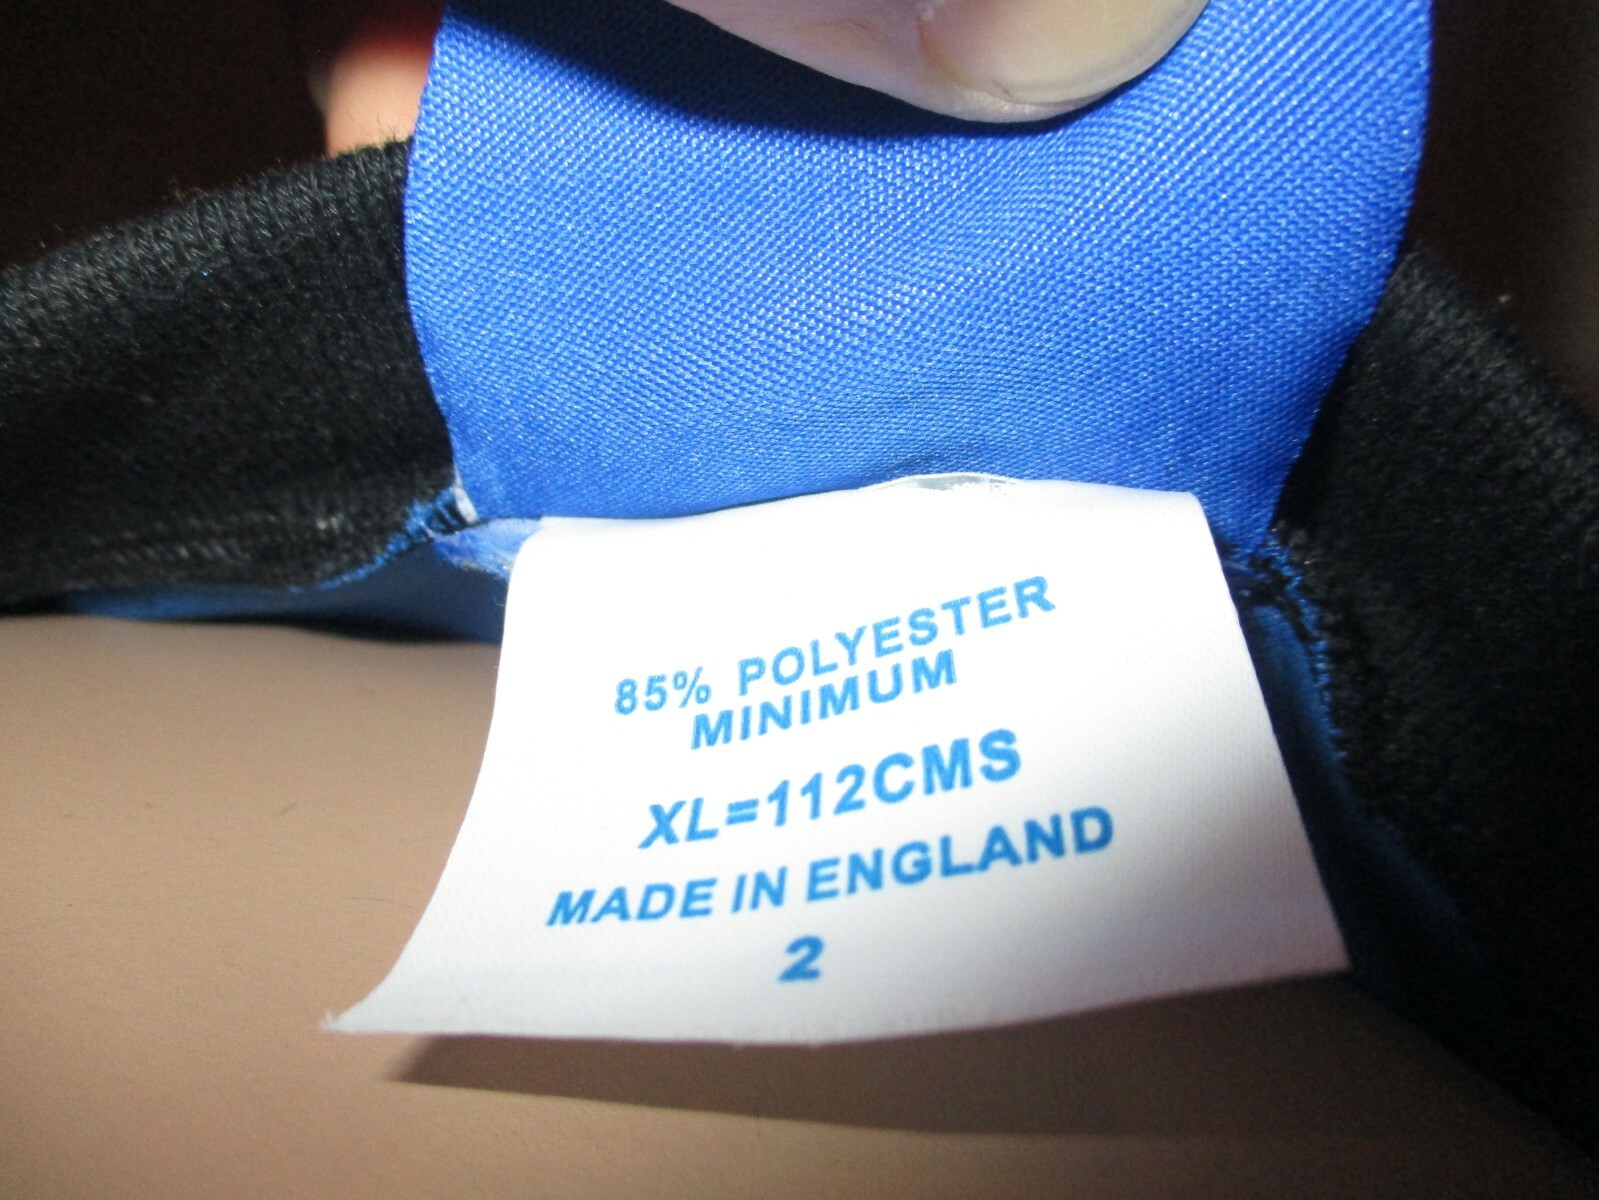 85% POLYESTER
MINIMUM
XL=112CMS
MADE IN ENGLAND
2